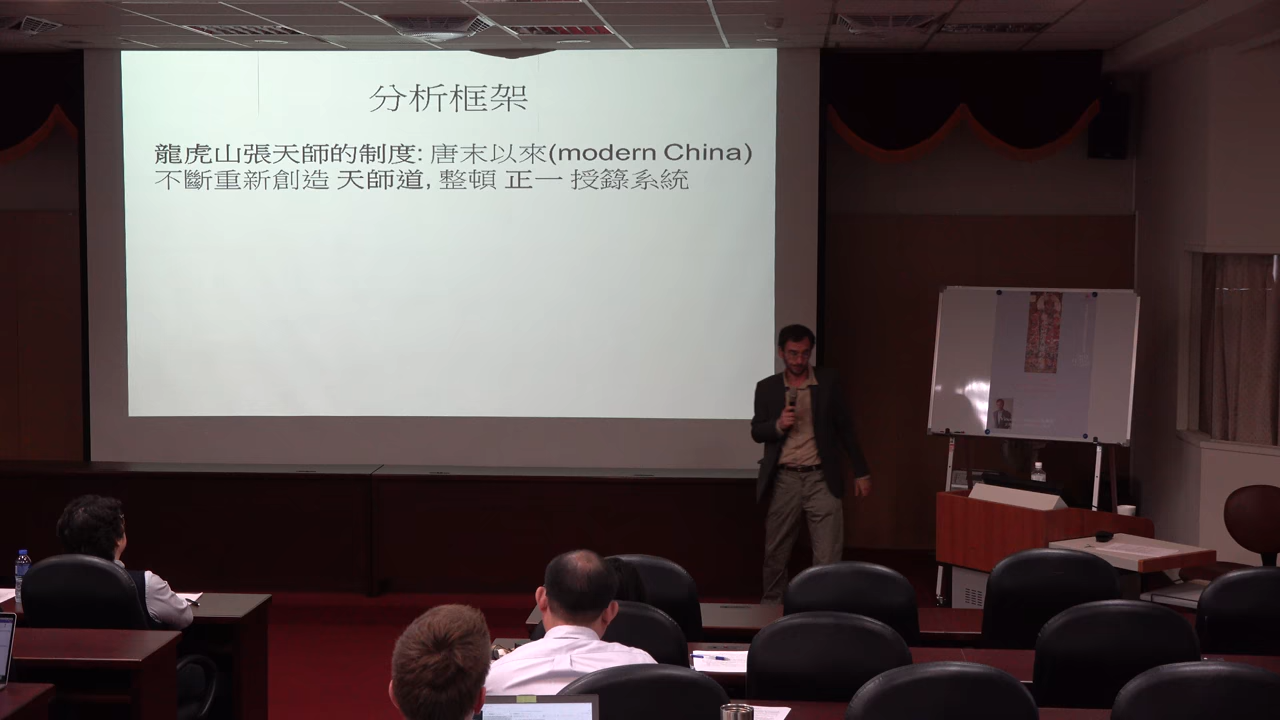 分析框架
龍虎山張天師的制度: 唐末以來(modern China)
不斷重新創造 天師道, 整頓 正一 授籙系統